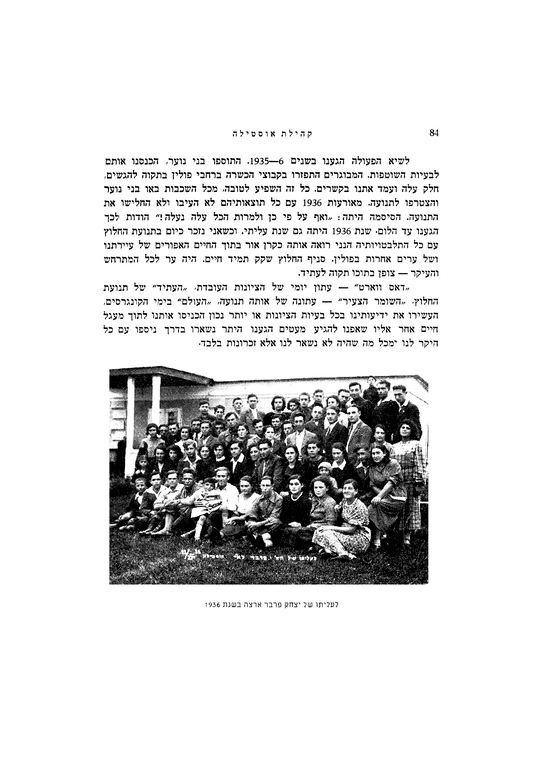 84
קהילת אוסטילה
לשיא הפעולה הגענו בשנים 6—1935. התוספו בני נוער, הכנסנו אותם
לבעיות השוטפות. המבוגרים התפזרו בקבוצי הכשרה ברחבי פולין בתקוה להגשים,
חלק עלה ועמד אתנו בקשרים. כל זה השפיע לטובה, מכל השכבות באו בני נוער
והצטרפו לתנועה. מאורעות 1936 עם כל תוצאותיהם לא העיבו ולא החלישו את
התנועה. הסיסמה היתה: „ואף על פי כן ולמרות הכל עלה נעלה!” הודות לכך
הגענו עד הלום. שנת 1936 היתה גם שנת עליתי. וכשאני נזכר כיום בתנועת החלוץ
עם כל התלבטויותיה הנני רואה אותה כקרן אור בתוך החיים האפורים של עיירתנו
ושל ערים אחרות בפולין. סניף החלוץ שקק תמיד חיים. היה ער לכל המתרחש
והעיקר — צופן בתוכו תקוה לעתיד.
„דאס ווארט” — עתון יומי של הציונות העובדת, „העתיד” של תנועת
החלוץ, „השומר הצעיר” — עתונה של אותה תנועה, „העולם” בימי הקונגרסים,
העשירו את ידיעותינו בכל בעיות הציונות או יותר נכון הכניסו אותנו לתוך מעגל
חיים אחר אליו שאפנו להגיע. מעטים הגענו. היתר נשארו בדרך, ניספו עם כל
היקר לנו ומכל מה שהיה לא נשאר לנו אלא זכרונות בלבד.
לעליתו של חח' י. פרבר לא"י אוסטילה
לעליתו של יצחק פרבר ארצה בשנת 1936